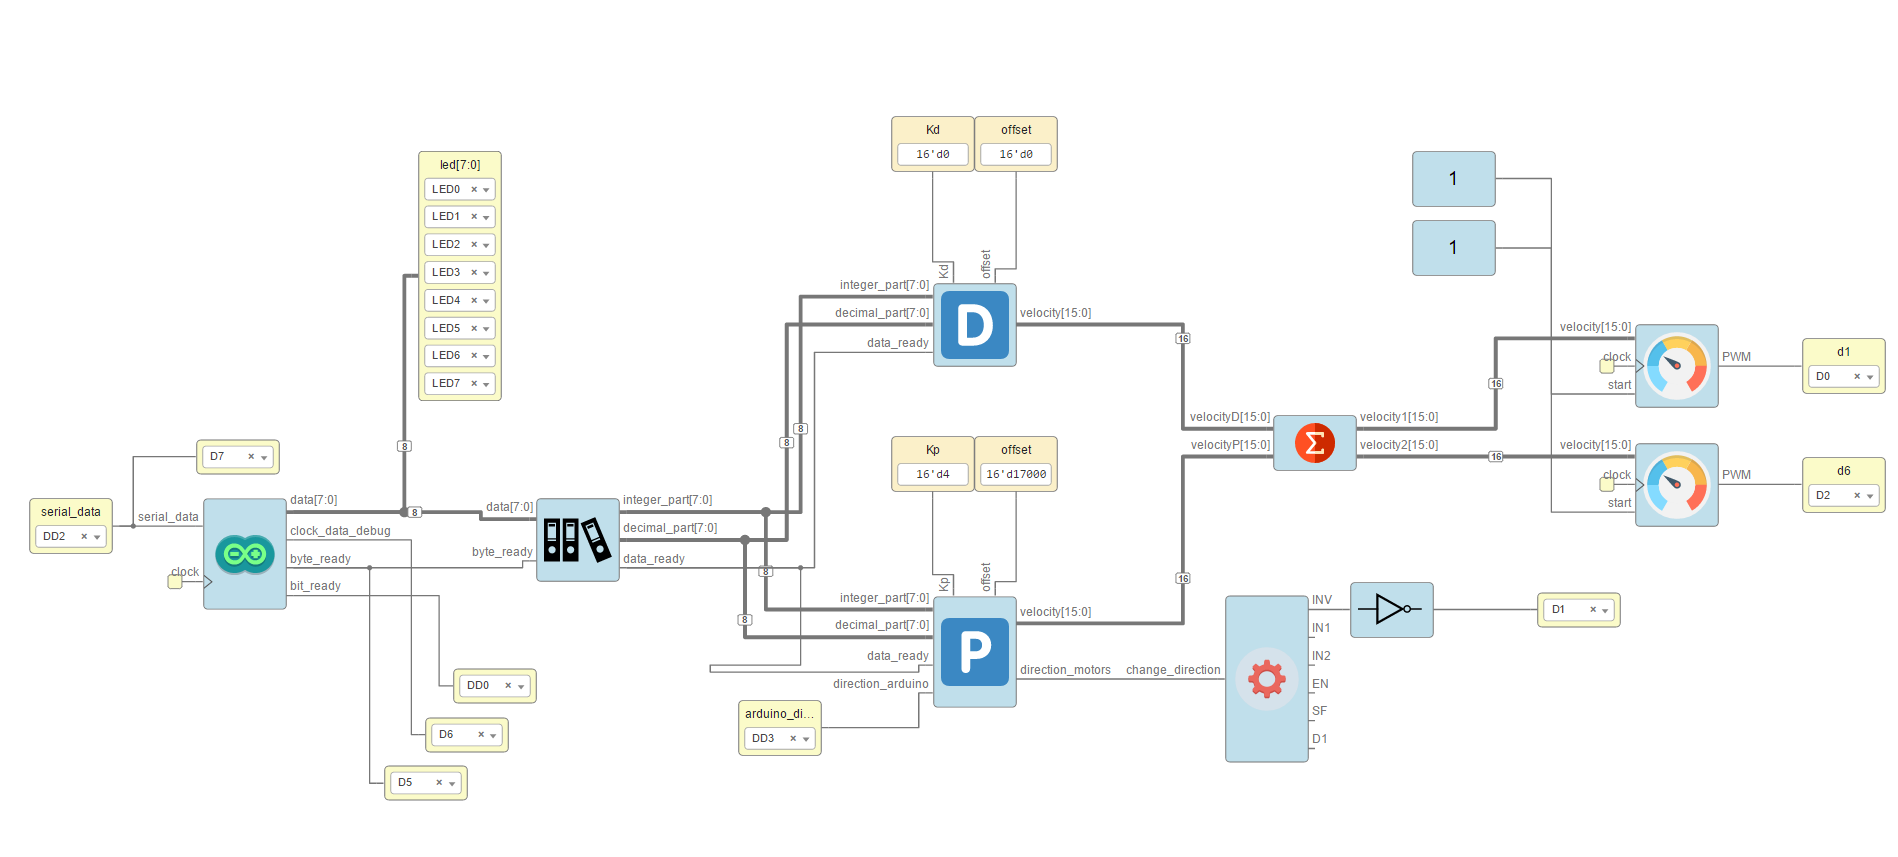 Kd
offset
16'd0
16'd0
led[7:0]
LED0
LED1
LED2
LED3
LED4
LED5
LED6
LED7
8
Kd
offset
integer_part[7:0]
decimal_part[7:0]
data_ready
D
velocity[15:0]
16
1
1
velocity[15:0]
clock
start
PWM
d1
D0
velocityD[15:0]
velocityP[15:0]
Σ
velocity1[15:0]
velocity2[15:0]
16
16
velocity[15:0]
clock
start
PWM
d6
D2
D7
serial_data
DD2
serial_data
clock
data[7:0]
clock_data_debug
byte_ready
bit_ready
8
data[7:0]
byte_ready
integer_part[7:0]
decimal_part[7:0]
data_ready
8
8
8
8
DD0
D6
D5
Kp
offset
16'd4
16'd17000
Kp
offset
integer_part[7:0]
decimal_part[7:0]
data_ready
direction_arduino
P
velocity[15:0]
direction_motors
16
arduino_di...
DD3
change_direction
INV
IN1
IN2
EN
SF
D1
D1